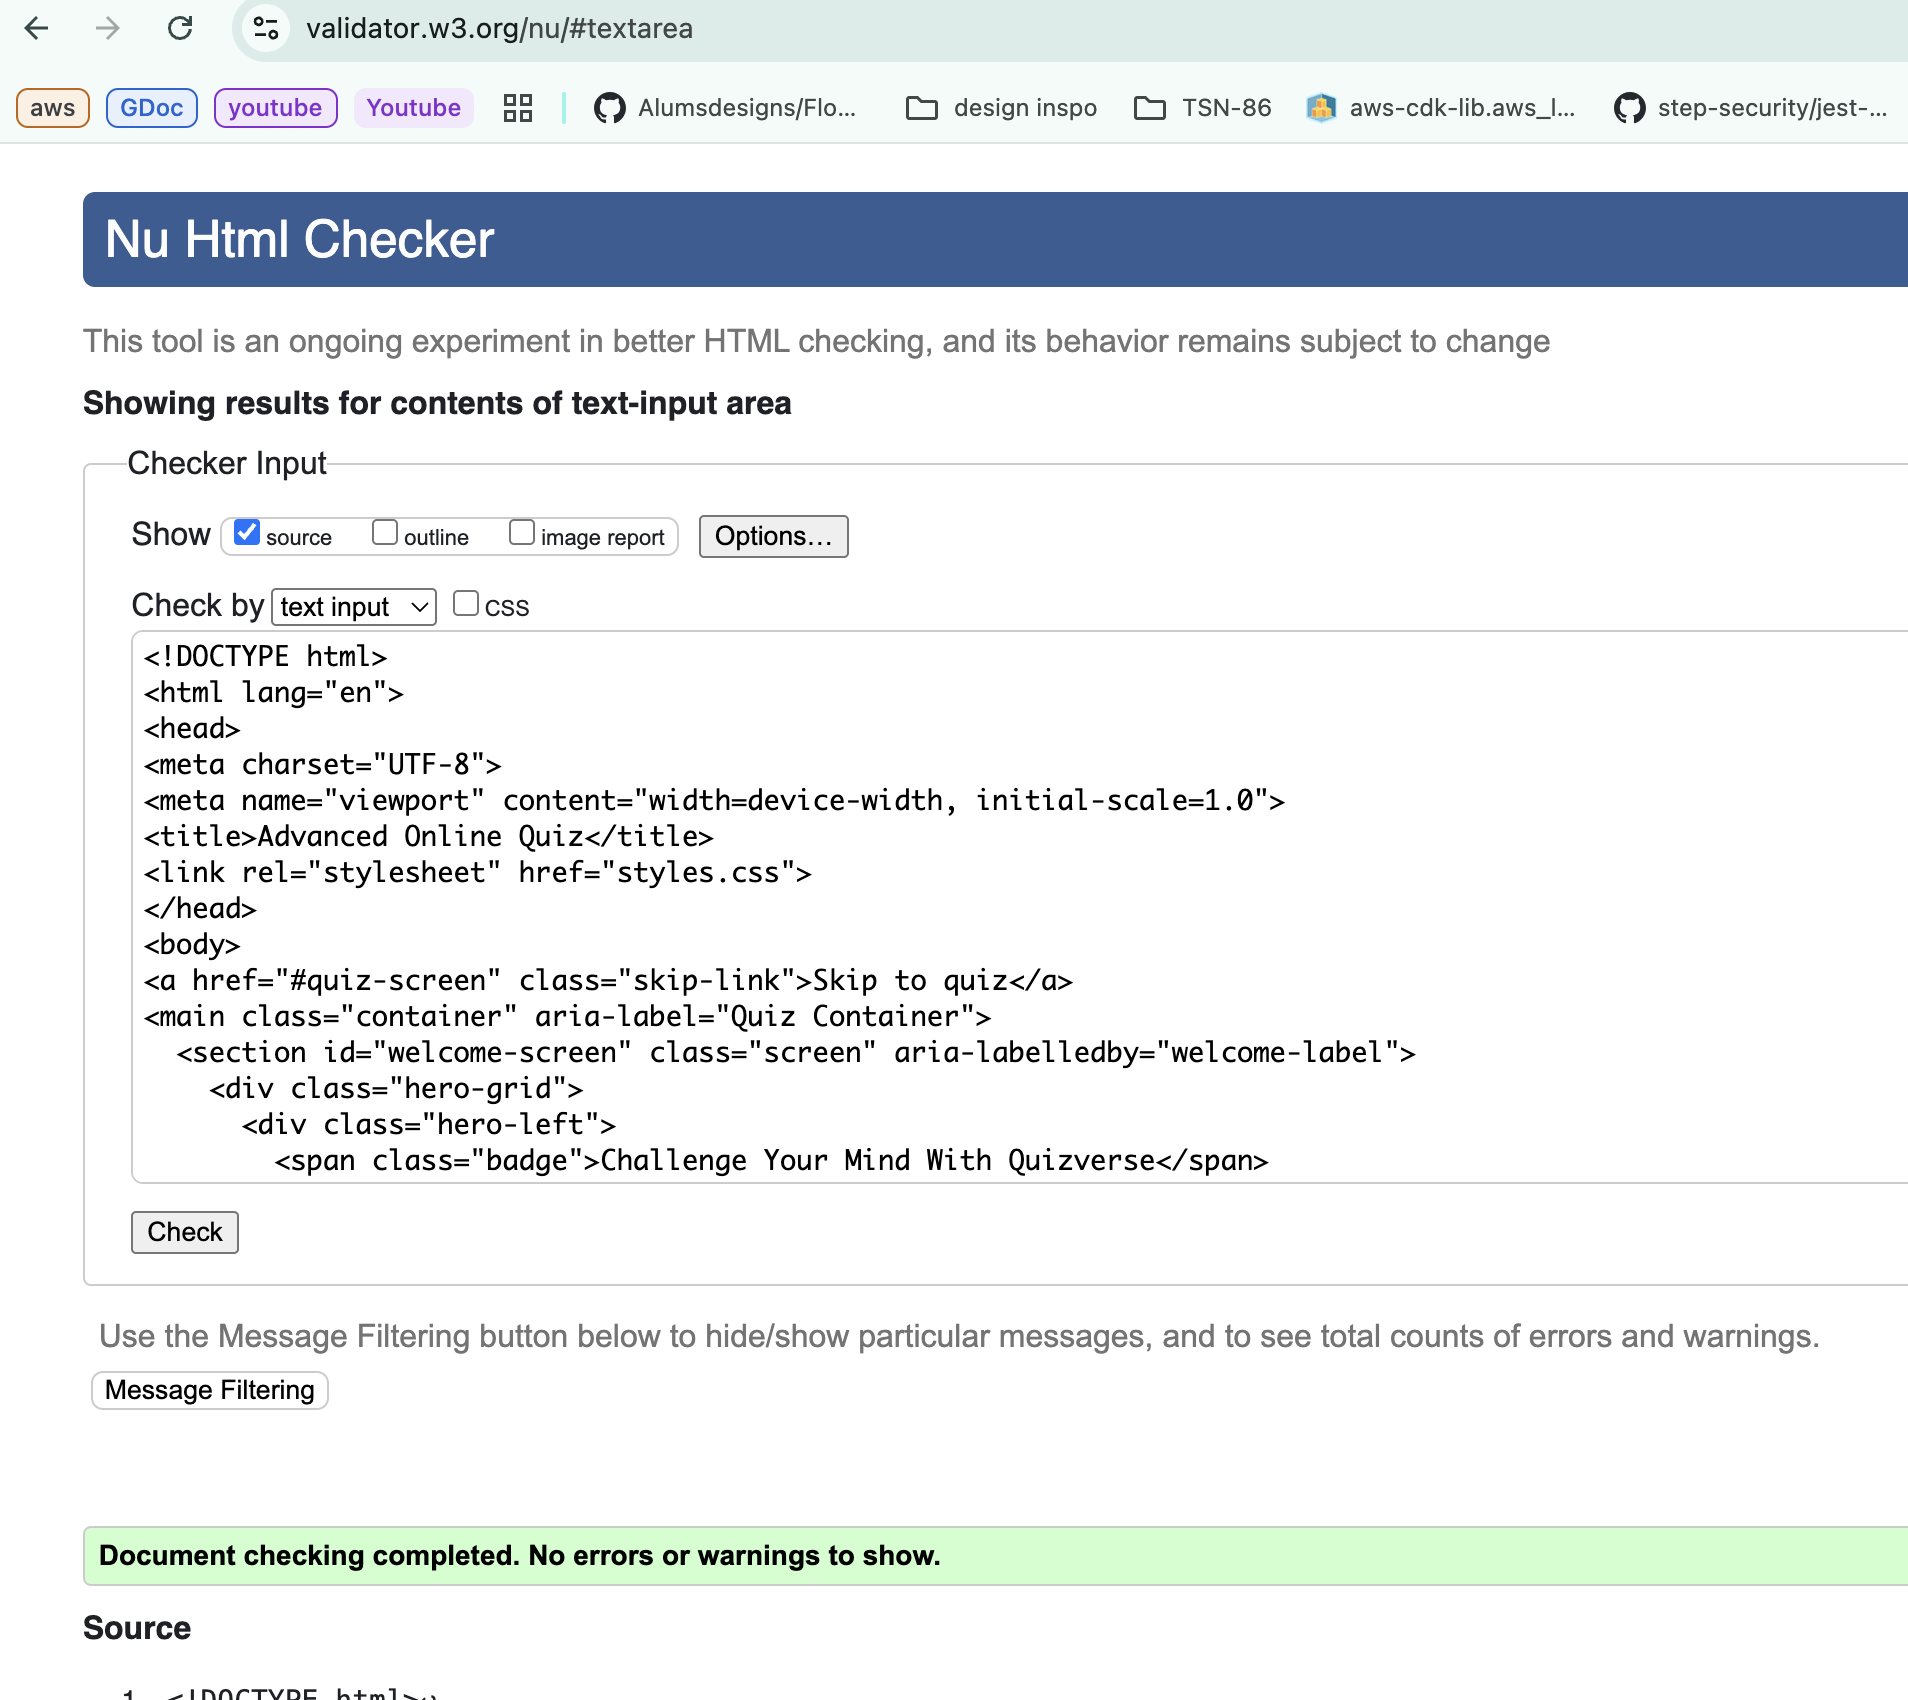 validator.w3.org/nu/#textarea
aws GDoc youtube Youtube Alumsdesigns/Flo... design inspo TSN-86 aws-cdk-lib.aws_l... step-security/jest-...
Nu Html Checker
This tool is an ongoing experiment in better HTML checking, and its behavior remains subject to change
Showing results for contents of text-input area
Checker Input
Show source outline image report Options...
Check by text input CSS
<!DOCTYPE html>
<html lang="en">
<head>
<meta charset="UTF-8">
<meta name="viewport" content="width=device-width, initial-scale=1.0">
<title>Advanced Online Quiz</title>
<link rel="stylesheet" href="styles.css">
</head>
<body>
<a href="#quiz-screen" class="skip-link">Skip to quiz</a>
<main class="container" aria-label="Quiz Container">
  <section id="welcome-screen" class="screen" aria-labelledby="welcome-label">
    <div class="hero-grid">
      <div class="hero-left">
        <span class="badge">Challenge Your Mind With Quizverse</span>
Check
Use the Message Filtering button below to hide/show particular messages, and to see total counts of errors and warnings.
Message Filtering
Document checking completed. No errors or warnings to show.
Source
1. <!DOCTYPE html>↩